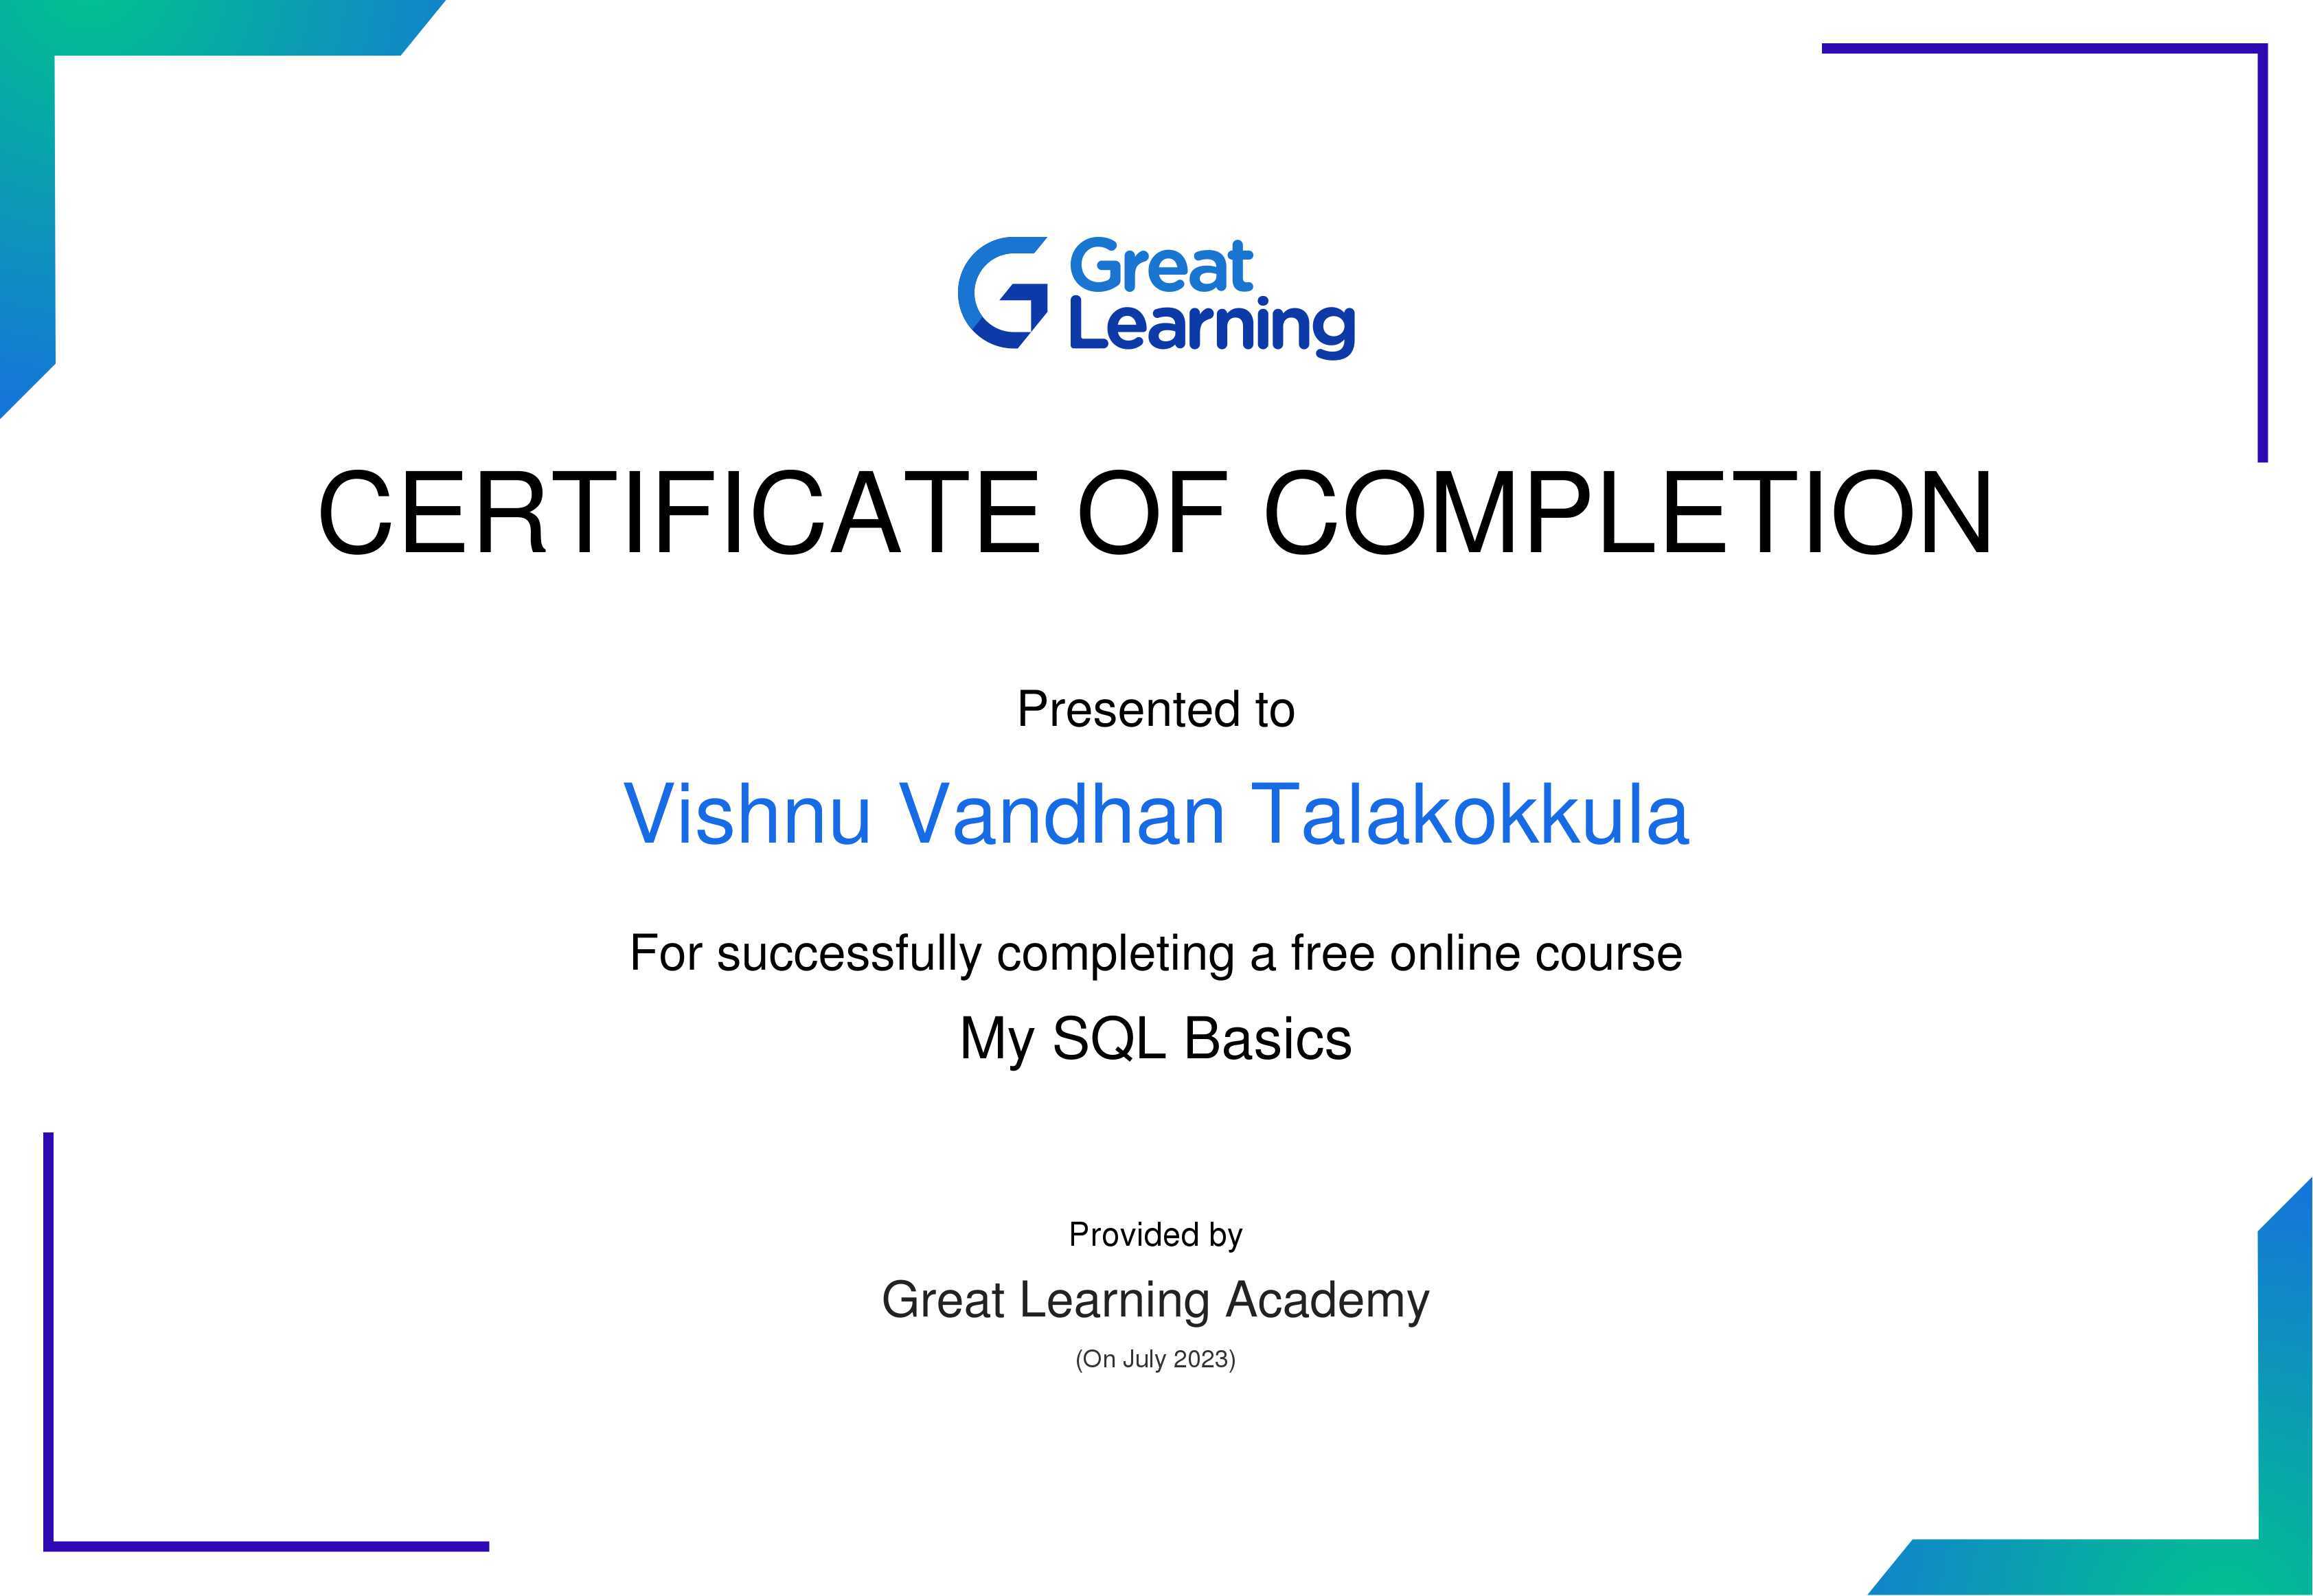 Great
Learning
CERTIFICATE OF COMPLETION
Presented to
Vishnu Vandhan Talakokkula
For successfully completing a free online course
My SQL Basics
Provided by
Great Learning Academy
(On July 2023)